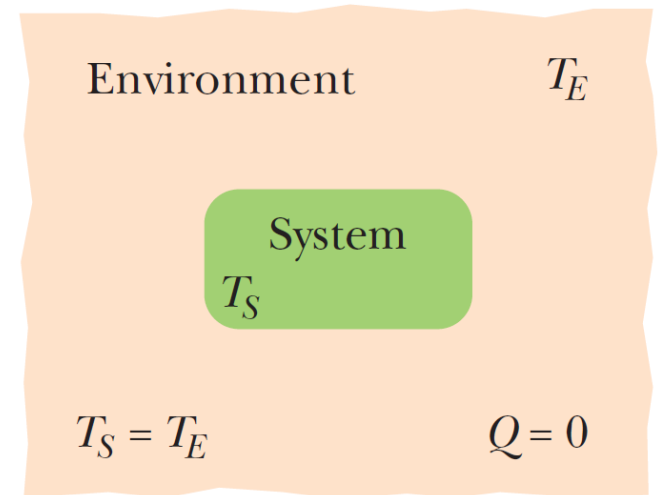 Environment T_E
System
T_S
T_S = T_E Q = 0